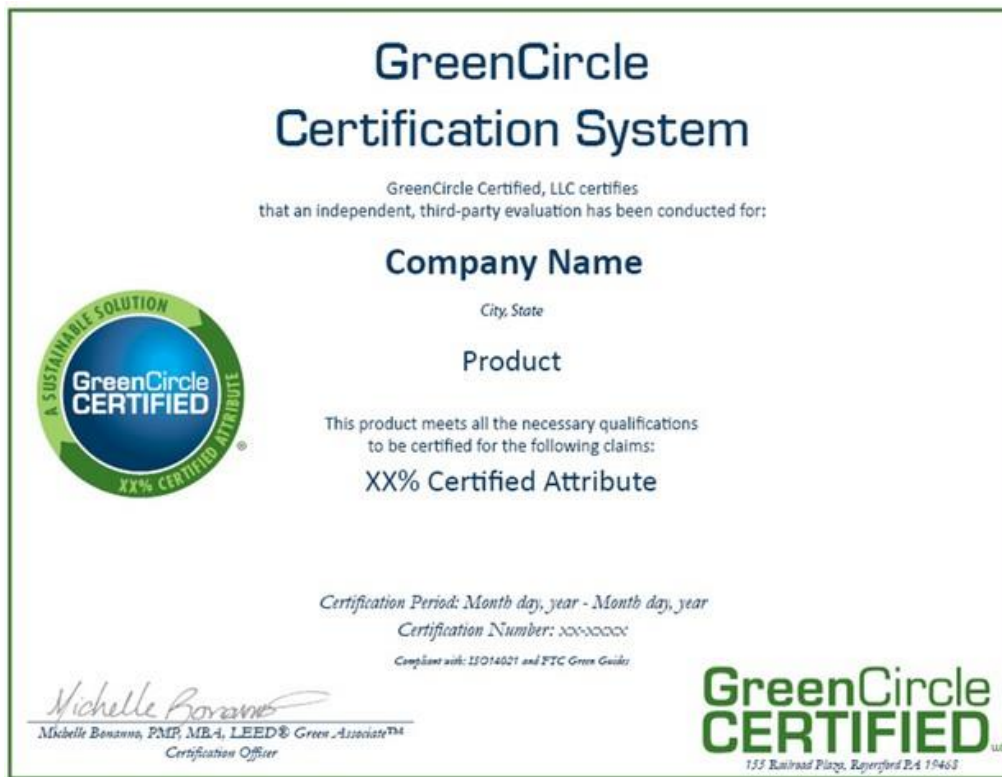 GreenCircle
Certification System
GreenCircle Certified, LLC certifies
that an independent, third-party evaluation has been conducted for:
Company Name
City, State
Product
A SUSTAINABLE SOLUTION
GreenCircle
CERTIFIED
XX% CERTIFIED ATTRIBUTE
®
This product meets all the necessary qualifications
to be certified for the following claims:
XX% Certified Attribute
Certification Period: Month day, year - Month day, year
Certification Number: xx-xxxxx
Compliant with: ISO14021 and FTC Green Guides
Michelle Bonanno
Michelle Bonanno, PMP, MBA, LEED® Green Associate™
Certification Officer
GreenCircle
CERTIFIED LLC
155 Railroad Plaza, Royersford PA 19468